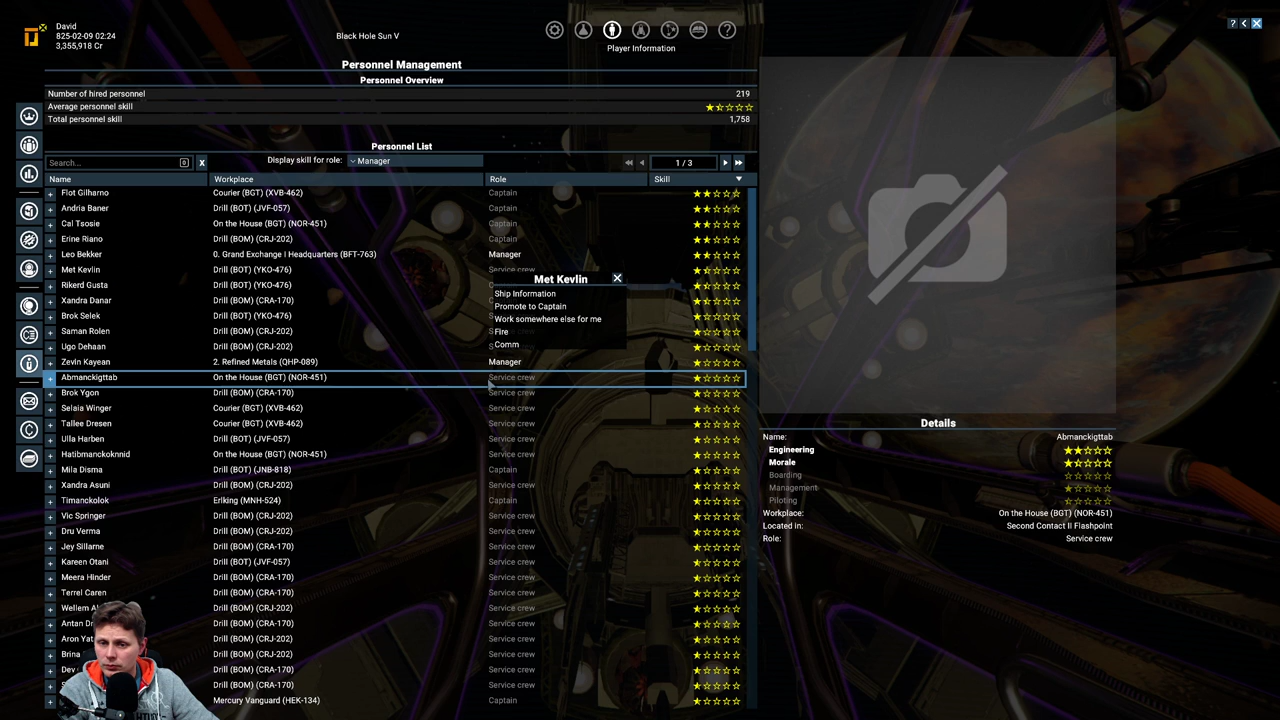 David
825-02-09 02:24
3,355,918 Cr
Black Hole Sun V
Player Information
Personnel Management
Personnel Overview
Number of hired personnel 219
Average personnel skill
Total personnel skill 1,758
Personnel List
Search... x Display skill for role: Manager 1 / 3
Name Workplace Role Skill
Flot Gilharno Courier (BGT) (XVB-462) Captain
Andria Baner Drill (BOT) (JVF-057) Captain
Cal Tsosie On the House (BGT) (NOR-451) Captain
Erine Riano Drill (BOM) (CRJ-202) Captain
Leo Bekker 0. Grand Exchange I Headquarters (BFT-763) Manager
Met Kevlin Drill (BOT) (YKO-476) Service crew
Rikerd Gusta Drill (BOT) (YKO-476)
Xandra Danar Drill (BOM) (CRA-170)
Brok Selek Drill (BOT) (YKO-476)
Saman Rolen Drill (BOM) (CRJ-202)
Ugo Dehaan Drill (BOM) (CRJ-202)
Zevin Kayean 2. Refined Metals (QHP-089) Manager
Abmanckigttab On the House (BGT) (NOR-451) Service crew
Brok Ygon Drill (BOM) (CRA-170) Service crew
Selaia Winger Courier (BGT) (XVB-462) Service crew
Tallee Dresen Courier (BGT) (XVB-462) Service crew
Ulla Harben Drill (BOT) (JVF-057) Service crew
Hatibmanckoknnid On the House (BGT) (NOR-451) Service crew
Mila Disma Drill (BOT) (JNB-818) Captain
Xandra Asuni Drill (BOM) (CRJ-202) Service crew
Timanckolok Erlking (MNH-524) Captain
Vic Springer Drill (BOM) (CRJ-202) Service crew
Dru Verma Drill (BOM) (CRJ-202) Service crew
Jey Sillarne Drill (BOM) (CRA-170) Service crew
Kareen Otani Drill (BOT) (JVF-057) Service crew
Meera Hinder Drill (BOM) (CRA-170) Service crew
Terrel Caren Drill (BOM) (CRA-170) Service crew
Wellem Drill (BOM) (CRJ-202) Service crew
Antan Drill (BOM) (CRA-170) Service crew
Aron Drill (BOM) (CRJ-202) Service crew
Brina Drill (BOM) (CRJ-202) Service crew
Drill (BOM) (CRA-170) Service crew
Drill (BOM) (CRA-170) Service crew
Mercury Vanguard (HEK-134) Captain
Met Kevlin
Ship Information
Promote to Captain
Work somewhere else for me
Fire
Comm
Details
Name: Abmanckigttab
Engineering
Morale
Boarding
Management
Piloting
Workplace: On the House (BGT) (NOR-451)
Located in: Second Contact II Flashpoint
Role: Service crew